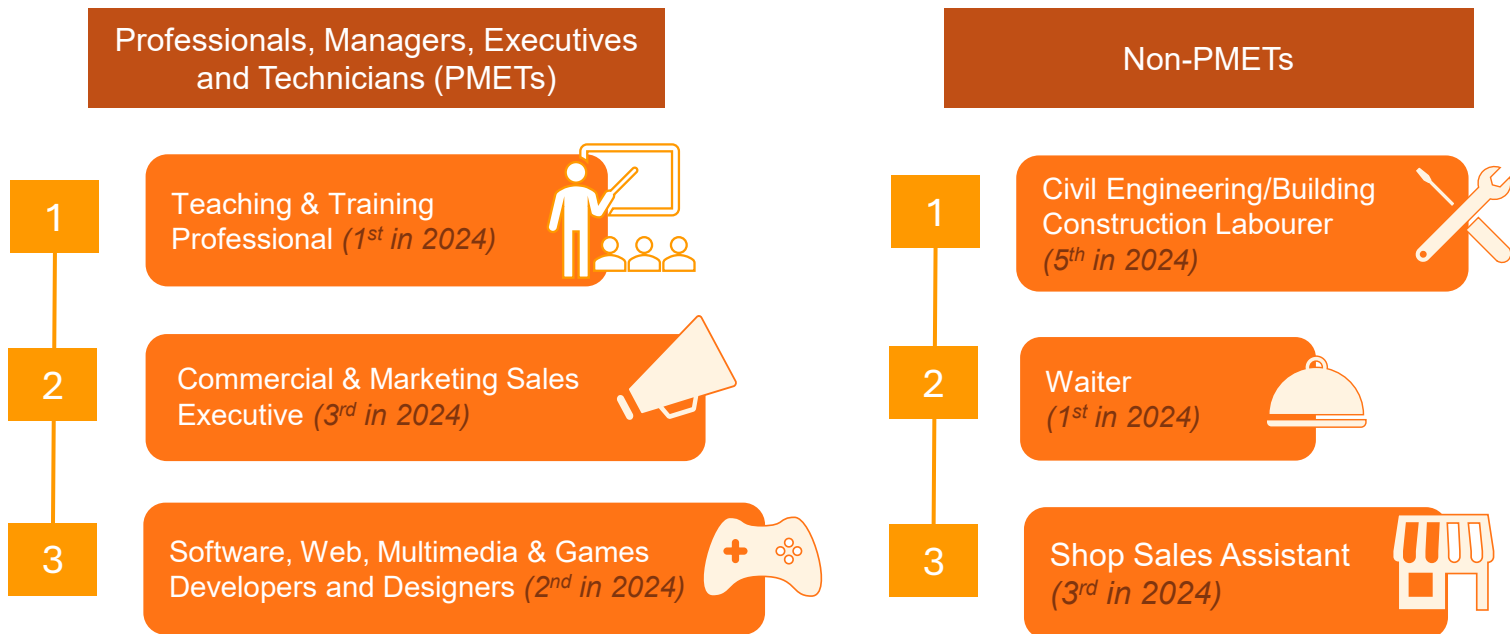 Professionals, Managers, Executives
and Technicians (PMETs)
1
Teaching & Training
Professional (1st in 2024)
2
Commercial & Marketing Sales
Executive (3rd in 2024)
3
Software, Web, Multimedia & Games
Developers and Designers (2nd in 2024)
Non-PMETs
1
Civil Engineering/Building
Construction Labourer
(5th in 2024)
2
Waiter
(1st in 2024)
3
Shop Sales Assistant
(3rd in 2024)